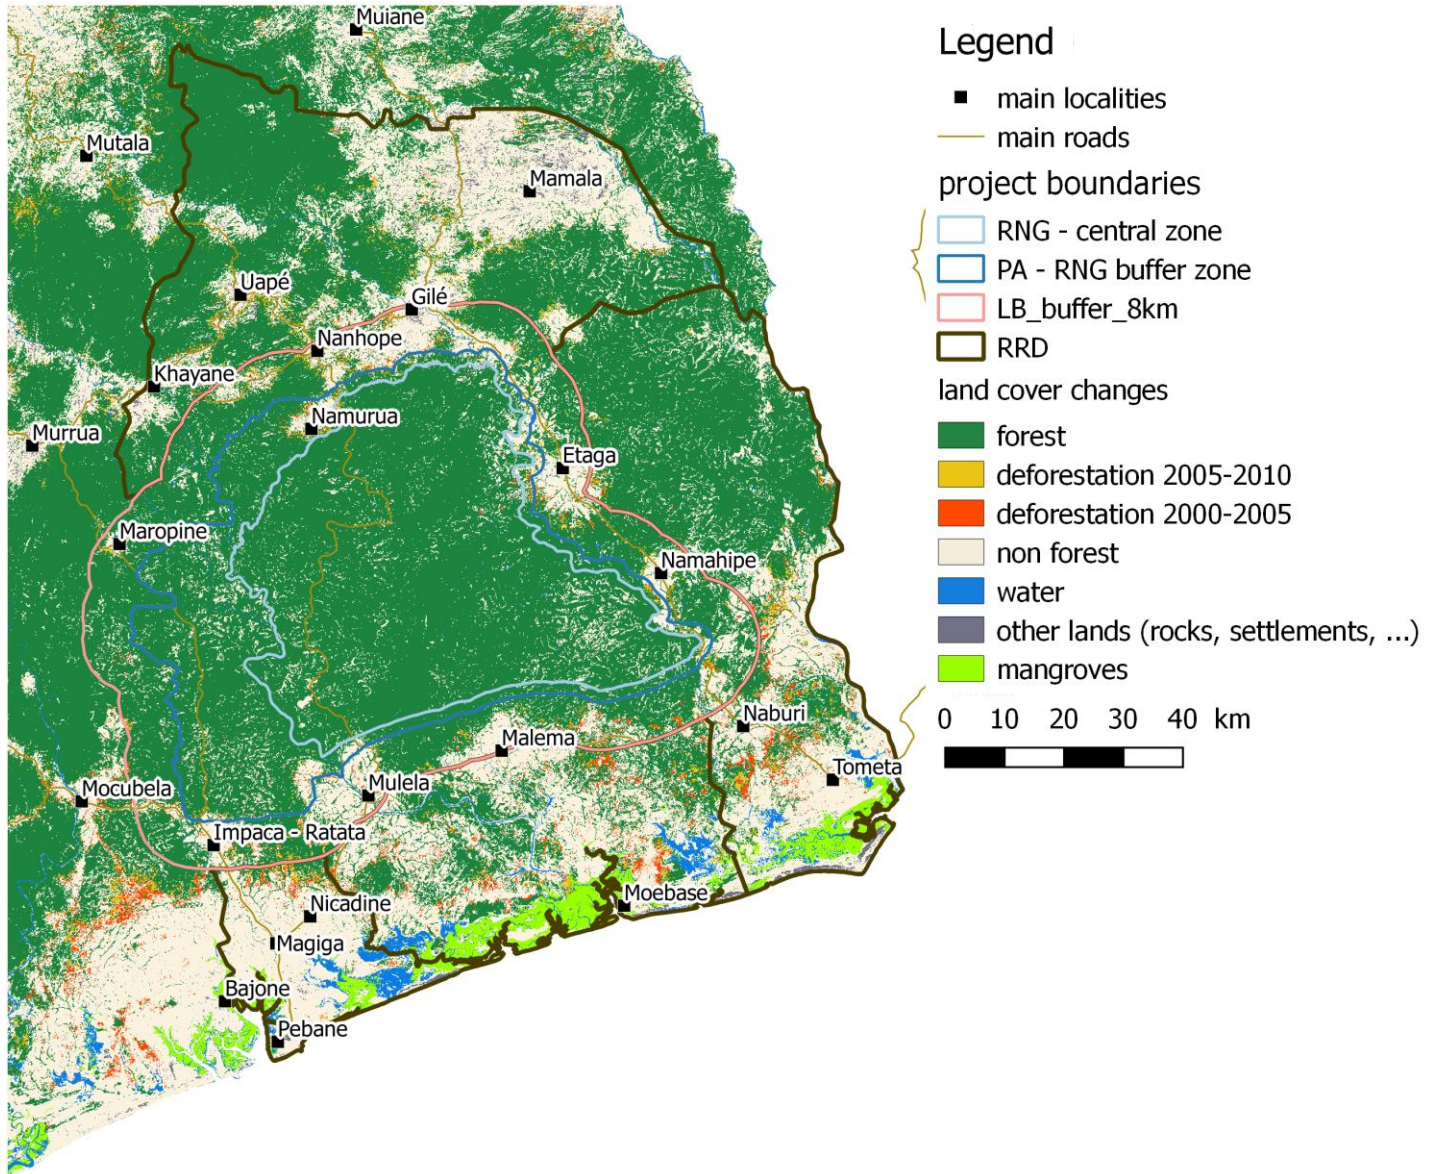 Muiane
Mutala
Mamala
Uapé
Gilé
Nanhope
Khayane
Namurua
Murrua
Etaga
Maropine
Namahipe
Naburi
Malema
Tometa
Mocubela
Mulela
Impaca - Ratata
Moebase
Nicadine
Magiga
Bajone
Pebane
Legend
main localities
main roads
project boundaries
RNG - central zone
PA - RNG buffer zone
LB_buffer_8km
RRD
land cover changes
forest
deforestation 2005-2010
deforestation 2000-2005
non forest
water
other lands (rocks, settlements, ...)
mangroves
0 10 20 30 40 km